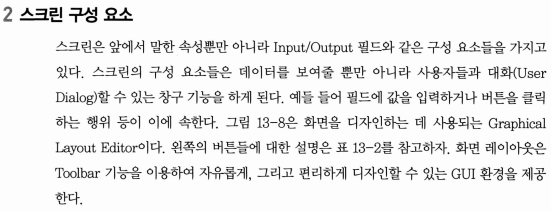 2 스크린 구성 요소
스크린은 앞에서 말한 속성뿐만 아니라 Input/Output 필드와 같은 구성 요소들을 가지고
있다. 스크린의 구성 요소들은 데이터를 보여줄 뿐만 아니라 사용자들과 대화(User
Dialog)할 수 있는 창구 기능을 하게 된다. 예들 들어 필드에 값을 입력하거나 버튼을 클릭
하는 행위 등이 이에 속한다. 그림 13-8은 화면을 디자인하는 데 사용되는 Graphical
Layout Editor이다. 왼쪽의 버튼들에 대한 설명은 표 13-2를 참고하자. 화면 레이아웃은
Toolbar 기능을 이용하여 자유롭게, 그리고 편리하게 디자인할 수 있는 GUI 환경을 제공
한다.